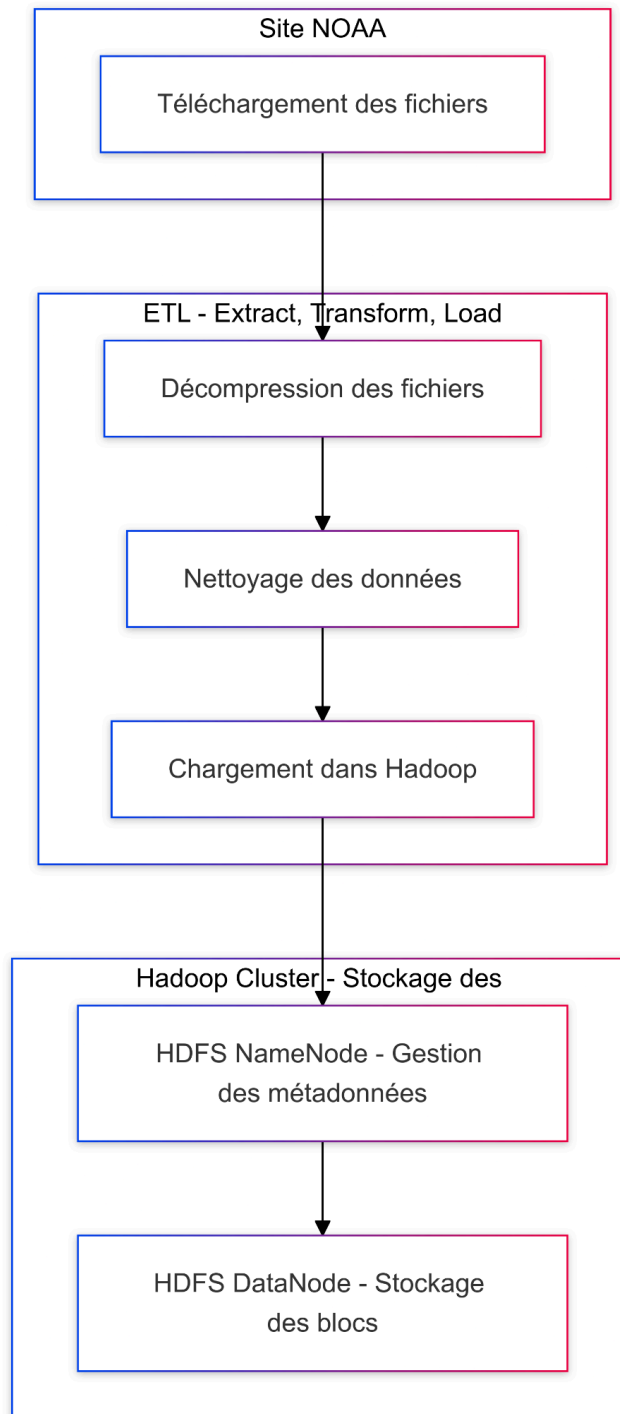 Site NOAA
Téléchargement des fichiers
ETL - Extract, Transform, Load
Décompression des fichiers
Nettoyage des données
Chargement dans Hadoop
Hadoop Cluster - Stockage des
HDFS NameNode - Gestion
des métadonnées
HDFS DataNode - Stockage
des blocs